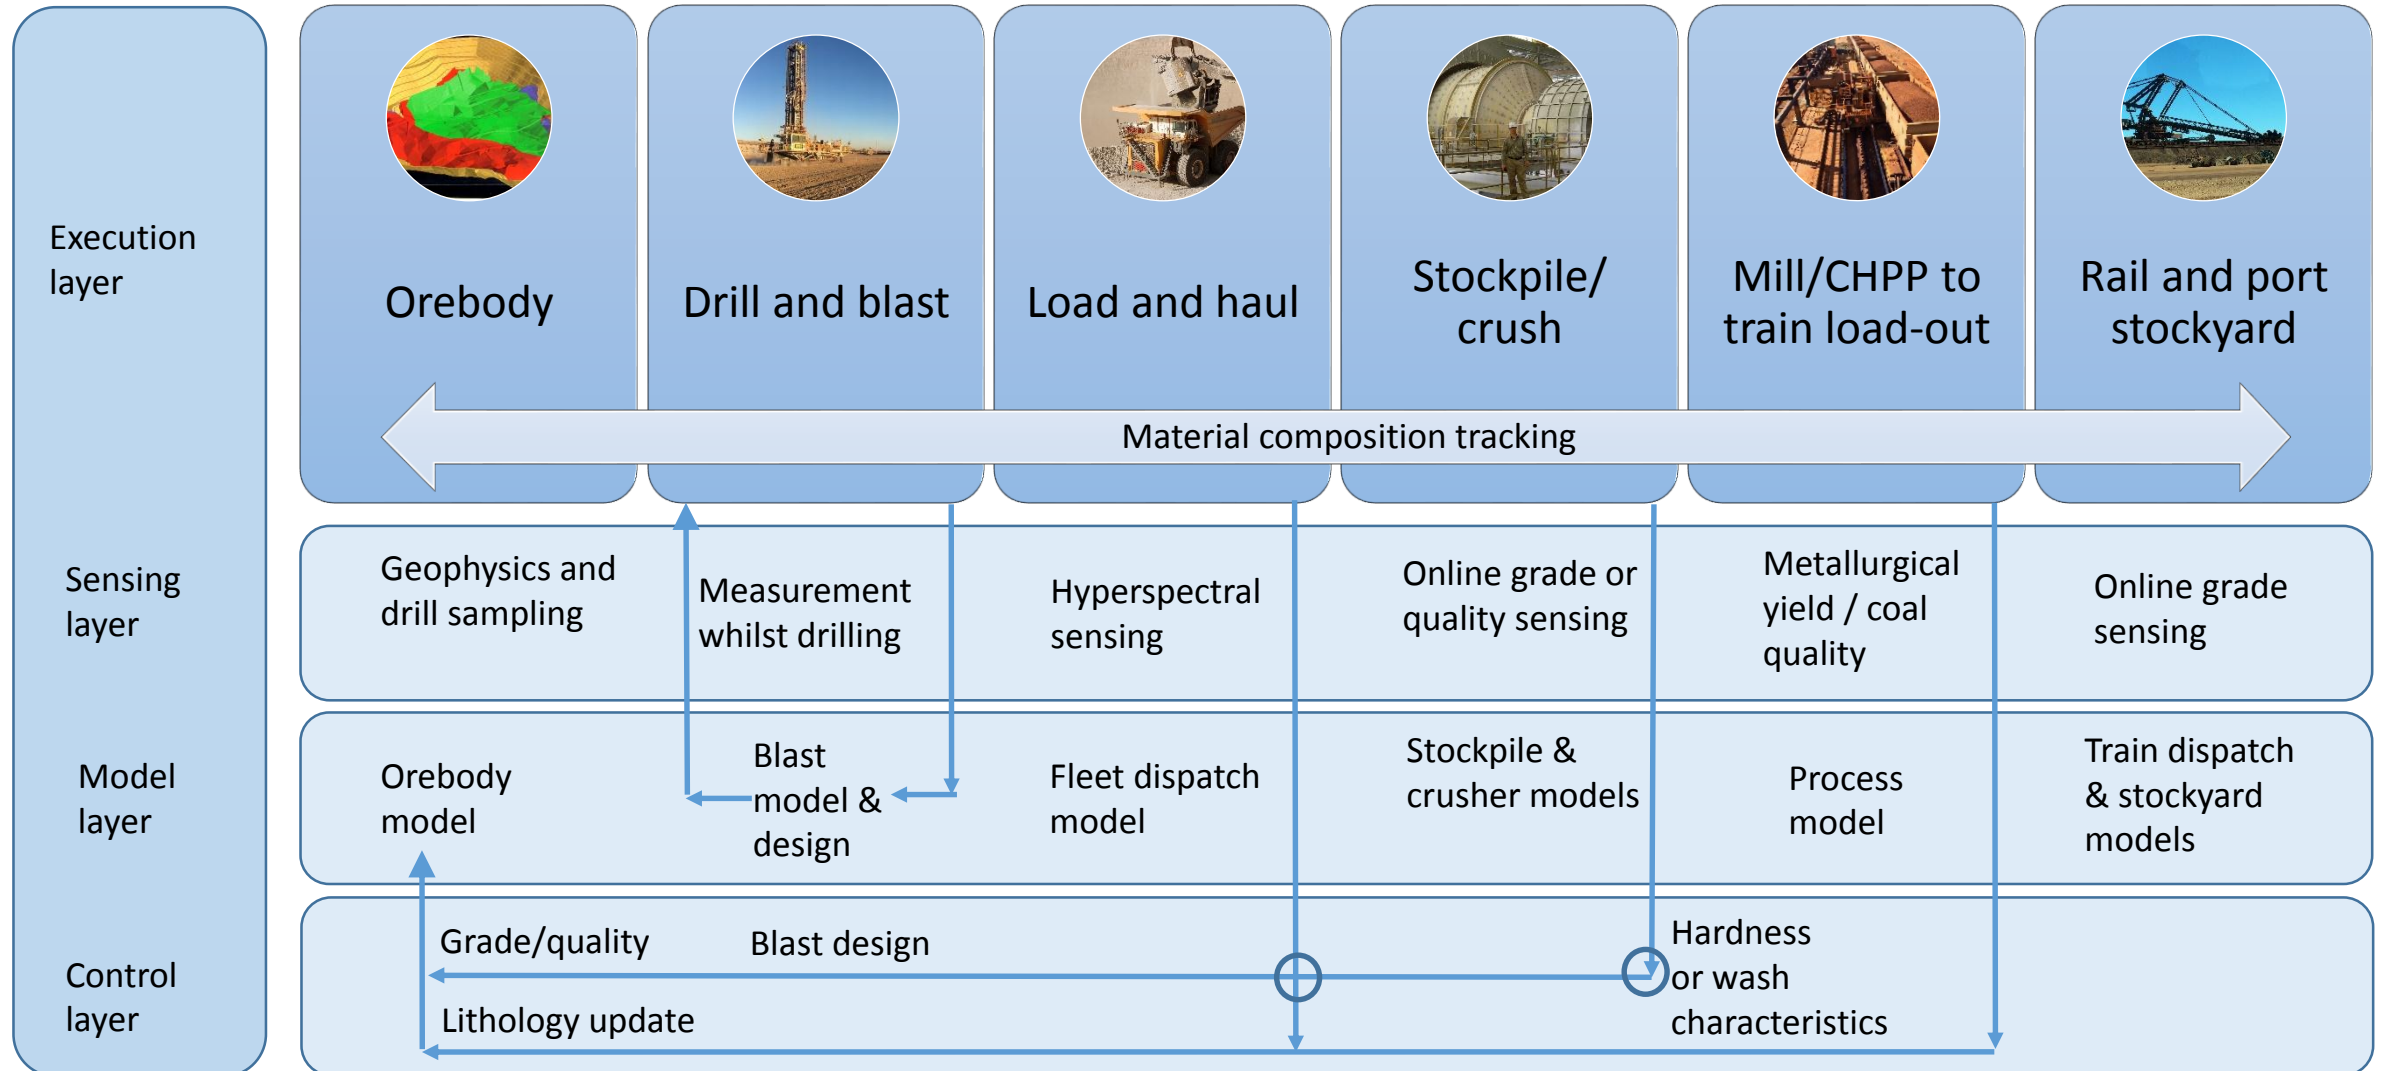 Execution
layer
Orebody
Drill and blast
Load and haul
Stockpile/
crush
Mill/CHPP to
train load-out
Rail and port
stockyard
Material composition tracking
Sensing
layer
Geophysics and
drill sampling
Measurement
whilst drilling
Hyperspectral
sensing
Online grade or
quality sensing
Metallurgical
yield / coal
quality
Online grade
sensing
Model
layer
Orebody
model
Blast
model &
design
Fleet dispatch
model
Stockpile &
crusher models
Process
model
Train dispatch
& stockyard
models
Control
layer
Grade/quality
Blast design
Lithology update
Hardness
or wash
characteristics